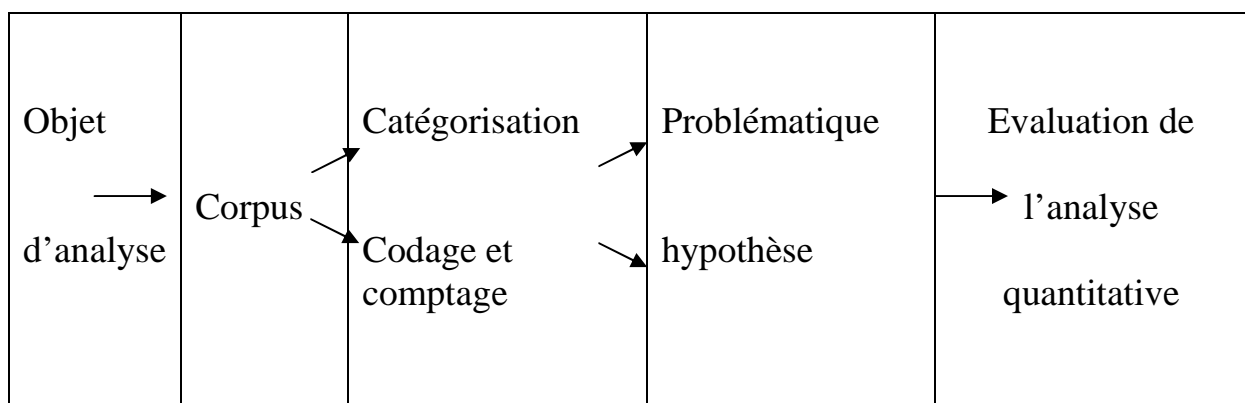 Objet
d'analyse
Corpus
Catégorisation
Codage et
comptage
Problématique
hypothèse
Evaluation de
l'analyse
quantitative